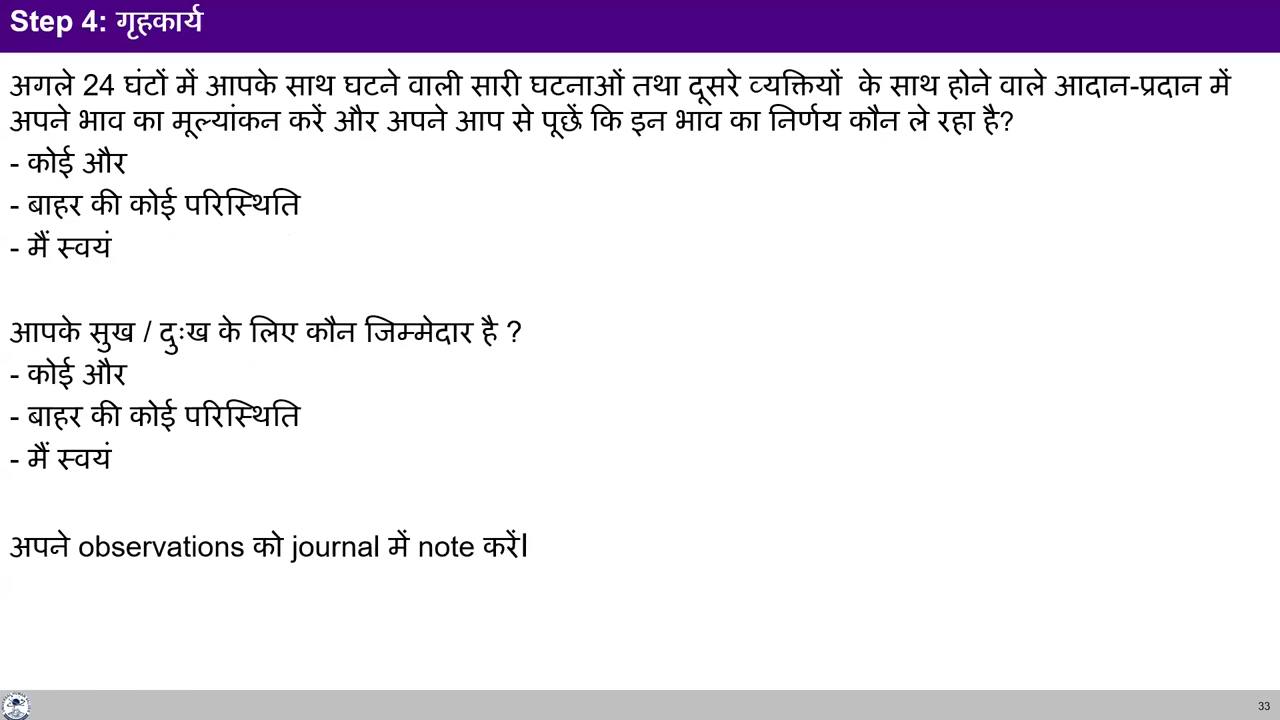 Step 4: गृहकार्य
अगले 24 घंटों में आपके साथ घटने वाली सारी घटनाओं तथा दूसरे व्यक्तियों के साथ होने वाले आदान-प्रदान में
अपने भाव का मूल्यांकन करें और अपने आप से पूछें कि इन भाव का निर्णय कौन ले रहा है?
- कोई और
- बाहर की कोई परिस्थिति
- मैं स्वयं
आपके सुख / दुःख के लिए कौन जिम्मेदार है ?
- कोई और
- बाहर की कोई परिस्थिति
- मैं स्वयं
अपने observations को journal में note करें।
33